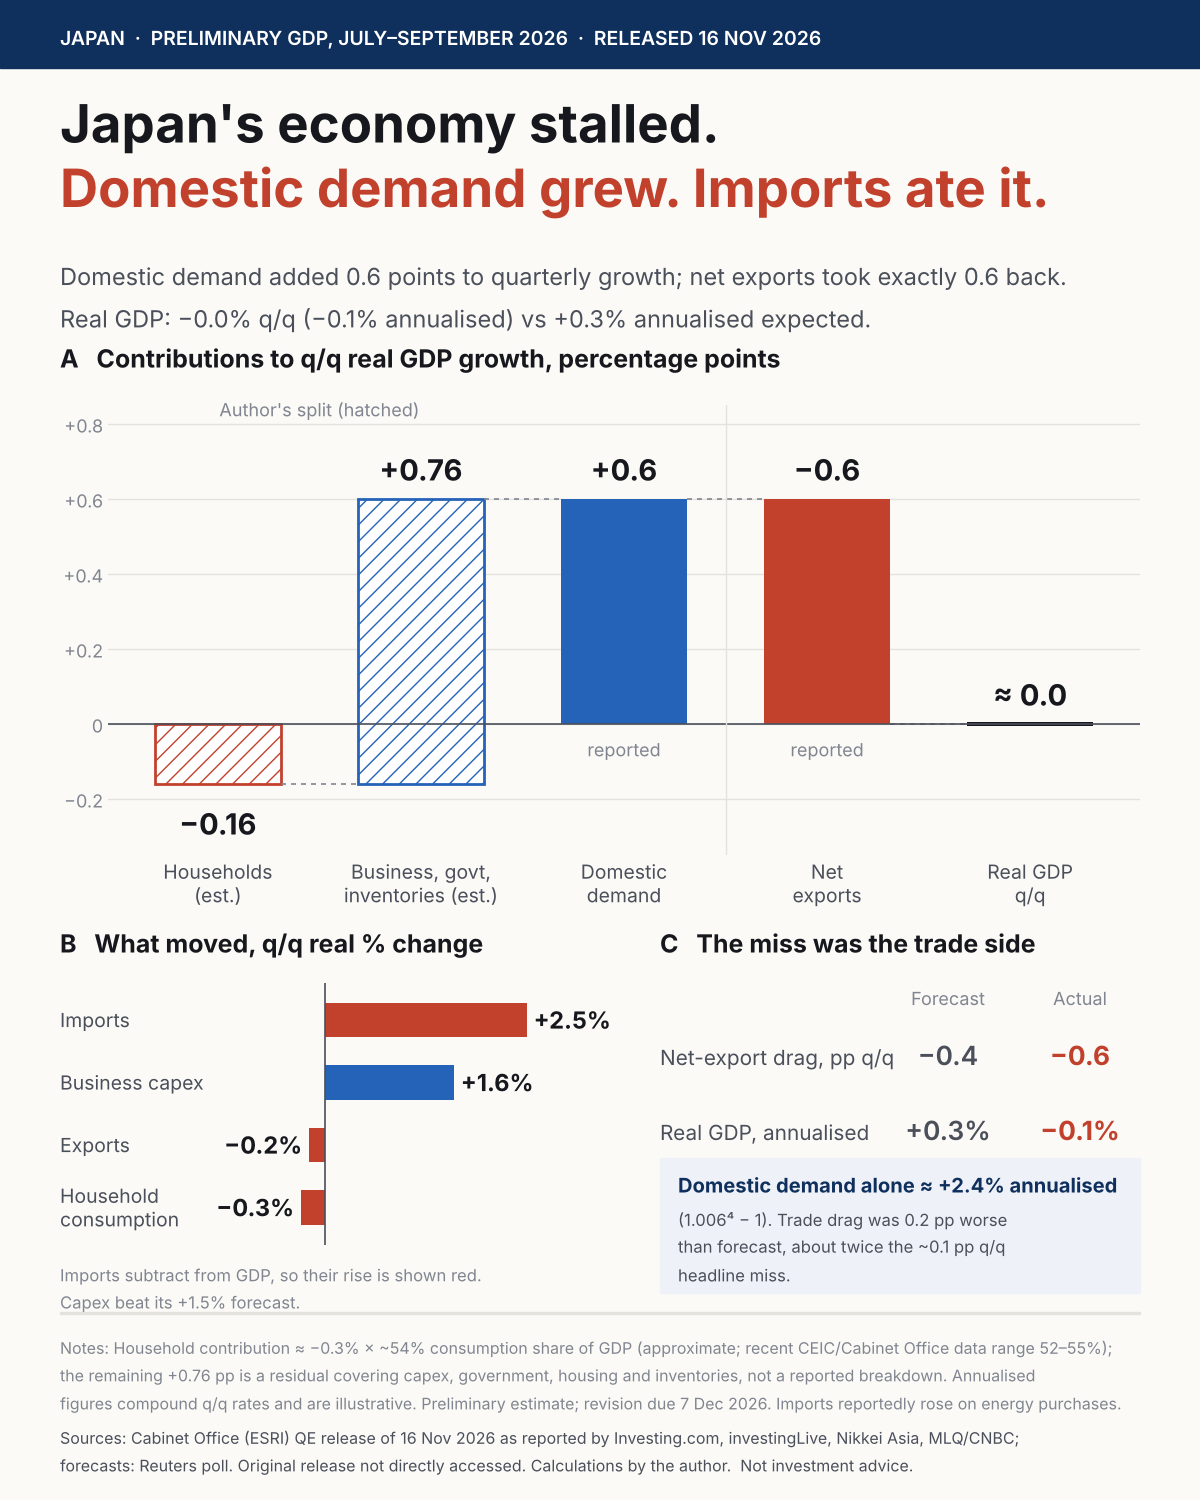 JAPAN · PRELIMINARY GDP, JULY–SEPTEMBER 2026 · RELEASED 16 NOV 2026
Japan's economy stalled.
Domestic demand grew. Imports ate it.
Domestic demand added 0.6 points to quarterly growth; net exports took exactly 0.6 back.
Real GDP: −0.0% q/q (−0.1% annualised) vs +0.3% annualised expected.
A Contributions to q/q real GDP growth, percentage points
Author's split (hatched)
+0.8
+0.76
+0.6
−0.6
+0.6
+0.4
+0.2
≈ 0.0
0
reported
reported
−0.2
−0.16
Households
(est.)
Business, govt,
inventories (est.)
Domestic
demand
Net
exports
Real GDP
q/q
B What moved, q/q real % change
Imports
+2.5%
Business capex
+1.6%
Exports
−0.2%
Household
consumption
−0.3%
Imports subtract from GDP, so their rise is shown red.
Capex beat its +1.5% forecast.
C The miss was the trade side
Forecast
Actual
Net-export drag, pp q/q
−0.4
−0.6
Real GDP, annualised
+0.3%
−0.1%
Domestic demand alone ≈ +2.4% annualised
(1.006⁴ − 1). Trade drag was 0.2 pp worse
than forecast, about twice the ~0.1 pp q/q
headline miss.
Notes: Household contribution ≈ −0.3% × ~54% consumption share of GDP (approximate; recent CEIC/Cabinet Office data range 52–55%);
the remaining +0.76 pp is a residual covering capex, government, housing and inventories, not a reported breakdown. Annualised
figures compound q/q rates and are illustrative. Preliminary estimate; revision due 7 Dec 2026. Imports reportedly rose on energy purchases.
Sources: Cabinet Office (ESRI) QE release of 16 Nov 2026 as reported by Investing.com, investingLive, Nikkei Asia, MLQ/CNBC;
forecasts: Reuters poll. Original release not directly accessed. Calculations by the author. Not investment advice.